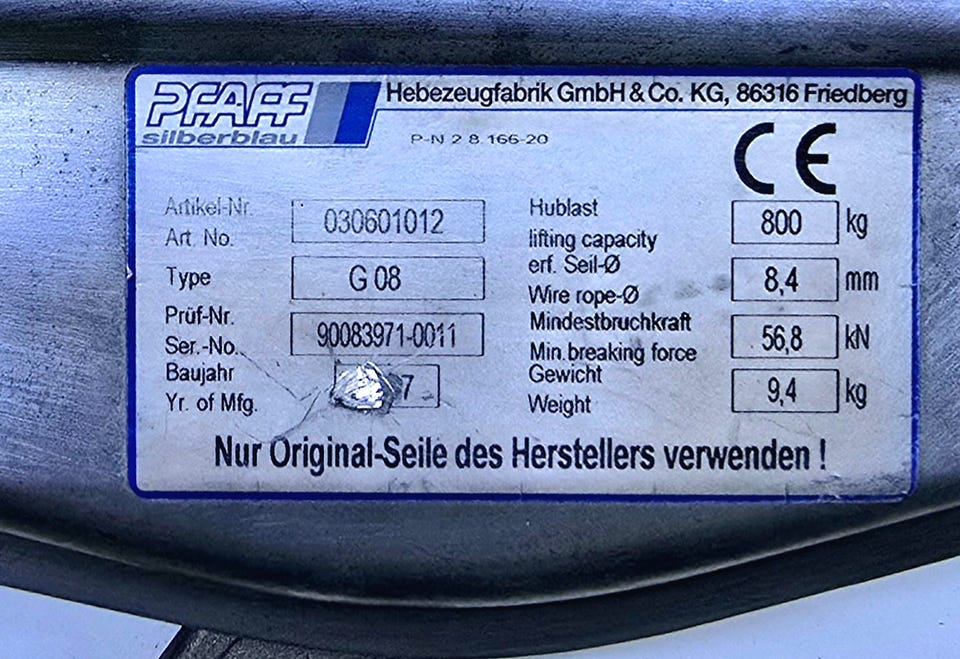 PFAFF
silberblau
Hebezeugfabrik GmbH & Co. KG, 86316 Friedberg
P-N 2 8 166-20
CE
Artikel-Nr.
Art. No.
030601012
Type
G 08
Prüf-Nr.
Ser.-No.
90083971-0011
Baujahr
Yr. of Mfg.
7
Hublast
lifting capacity
800 kg
erf. Seil-Ø
Wire rope-Ø
8,4 mm
Mindestbruchkraft
Min. breaking force
56,8 kN
Gewicht
Weight
9,4 kg
Nur Original-Seile des Herstellers verwenden !